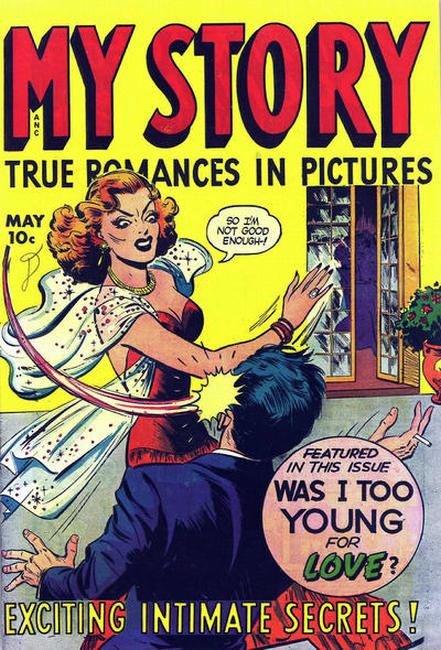 MY STORY
ANC
TRUE ROMANCES IN PICTURES
MAY
10c
SO I'M
NOT GOOD
ENOUGH-!
FEATURED
IN THIS ISSUE
WAS I TOO
YOUNG
FOR
LOVE?
EXCITING INTIMATE SECRETS!